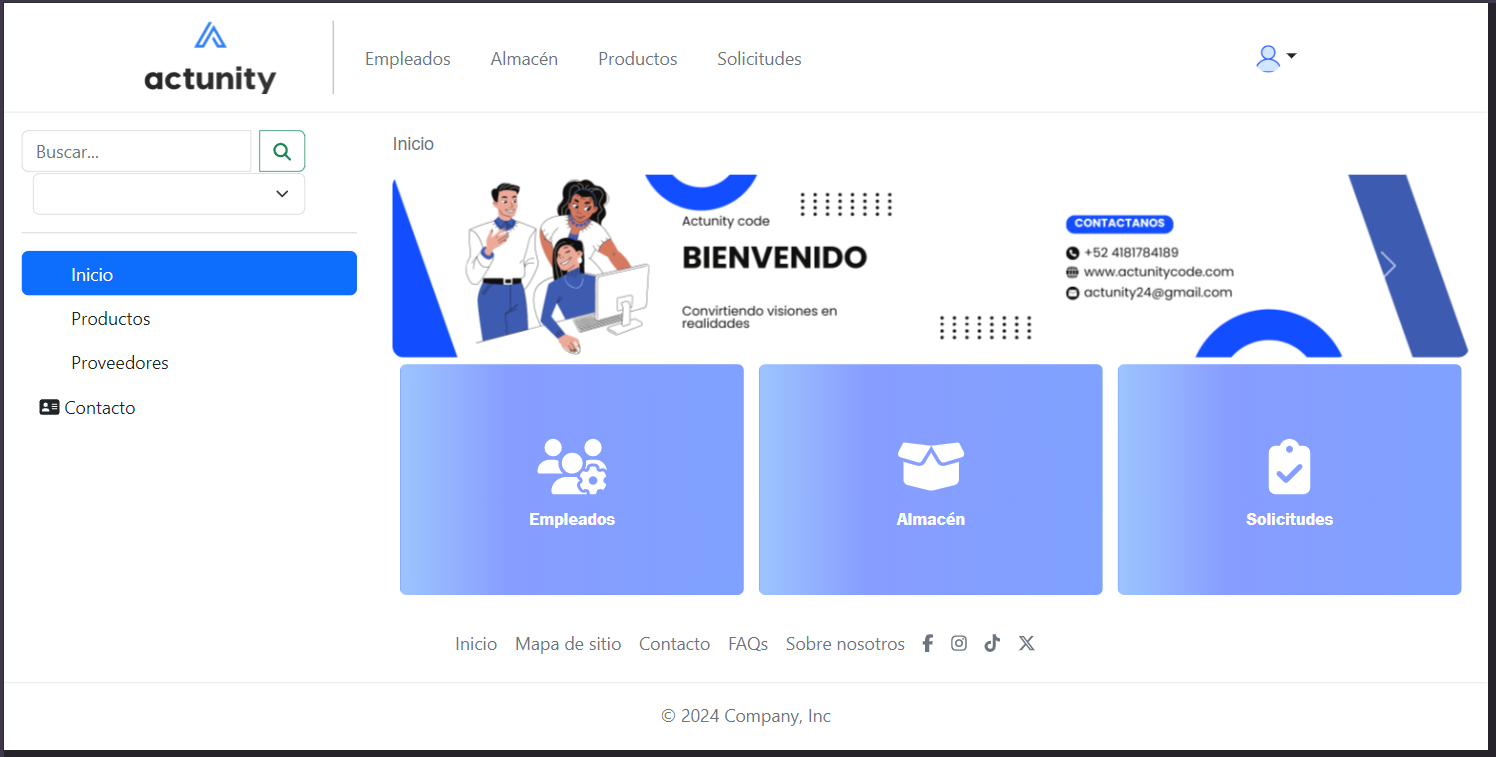 actunity
Empleados
Almacén
Productos
Solicitudes
Buscar...
Inicio
Productos
Proveedores
Contacto
Inicio
Actunity code
BIENVENIDO
Convirtiendo visiones en
realidades
CONTACTANOS
+52 4181784189
www.actunitycode.com
actunity24@gmail.com
Empleados
Almacén
Solicitudes
Inicio Mapa de sitio Contacto FAQs Sobre nosotros
© 2024 Company, Inc